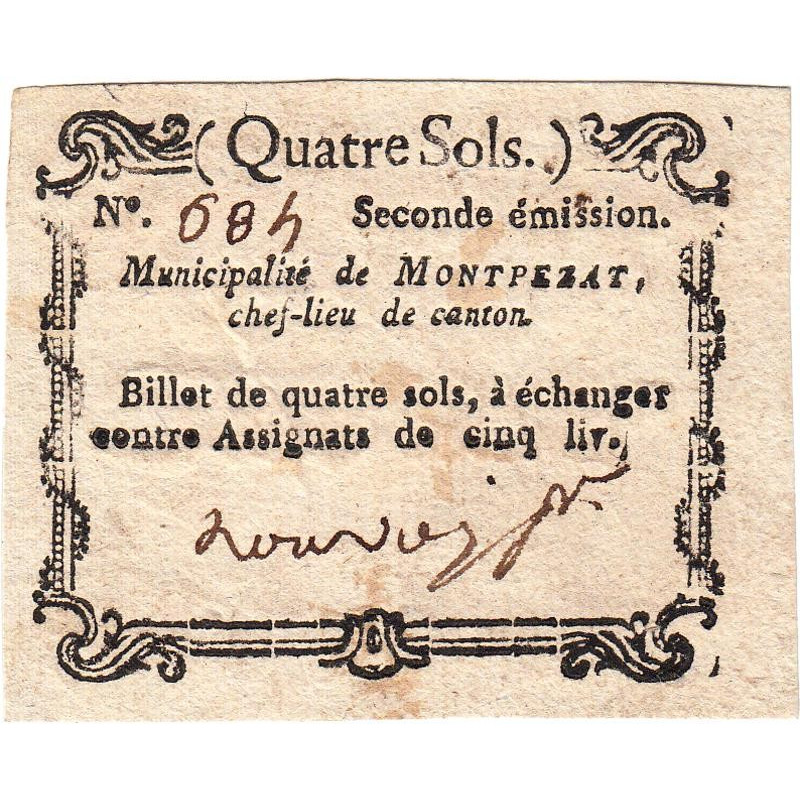 (Quatre Sols.)
Nº. 684 Seconde émission.
Municipalité de MONTPEZAT,
chef-lieu de canton.
Billet de quatre sols, à échanger
contre Assignats de cinq liv.